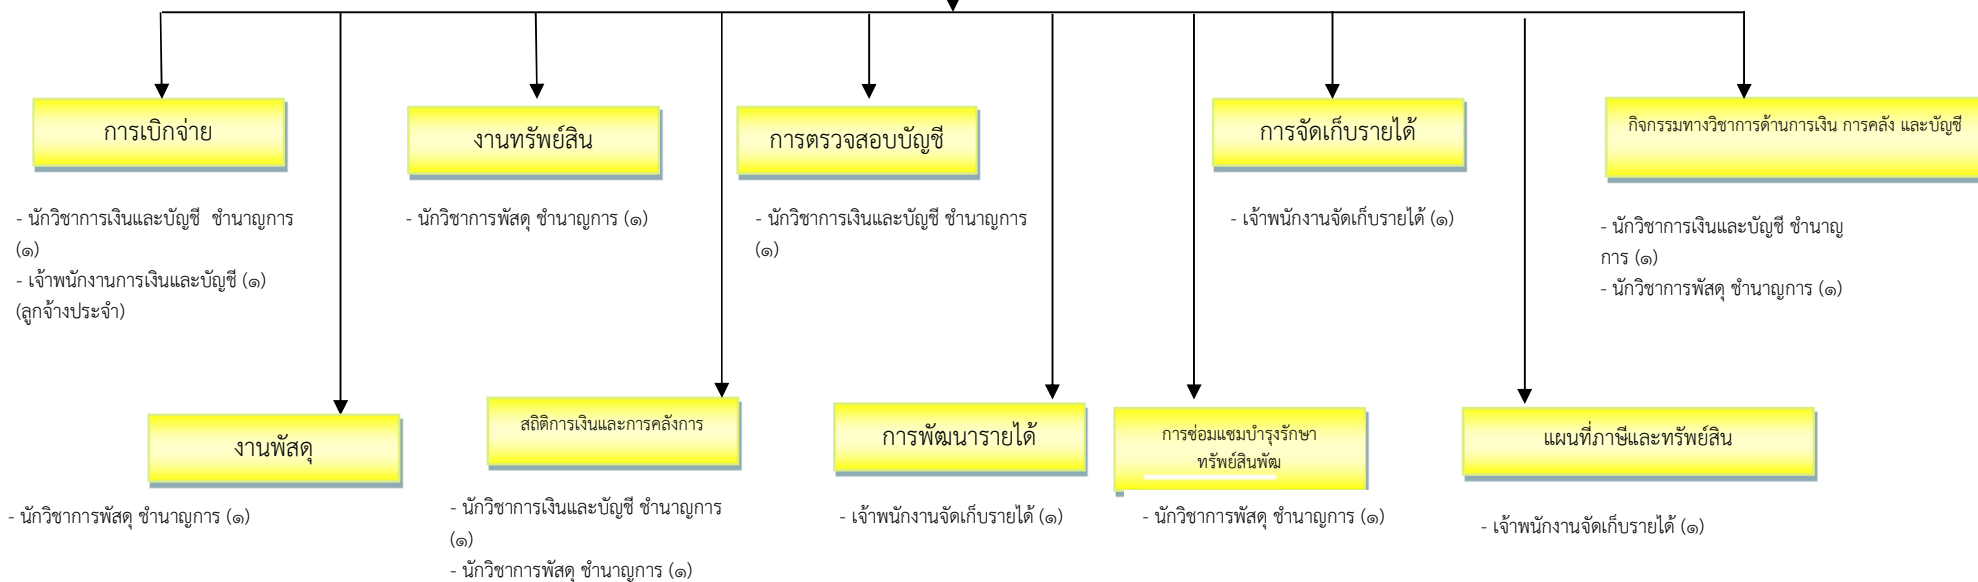 การเบิกจ่าย
- นักวิชาการเงินและบัญชี ชำนาญการ
(๑)
- เจ้าพนักงานการเงินและบัญชี (๑)
(ลูกจ้างประจำ)
งานทรัพย์สิน
- นักวิชาการพัสดุ ชำนาญการ (๑)
การตรวจสอบบัญชี
- นักวิชาการเงินและบัญชี ชำนาญการ
(๑)
การจัดเก็บรายได้
- เจ้าพนักงานจัดเก็บรายได้ (๑)
กิจกรรมทางวิชาการด้านการเงิน การคลัง และบัญชี
- นักวิชาการเงินและบัญชี ชำนาญ
การ (๑)
- นักวิชาการพัสดุ ชำนาญการ (๑)
งานพัสดุ
- นักวิชาการพัสดุ ชำนาญการ (๑)
สถิติการเงินและการคลังการ
- นักวิชาการเงินและบัญชี ชำนาญการ
(๑)
- นักวิชาการพัสดุ ชำนาญการ (๑)
การพัฒนารายได้
- เจ้าพนักงานจัดเก็บรายได้ (๑)
การซ่อมแซมบำรุงรักษา
ทรัพย์สินพัฒ
- นักวิชาการพัสดุ ชำนาญการ (๑)
แผนที่ภาษีและทรัพย์สิน
- เจ้าพนักงานจัดเก็บรายได้ (๑)